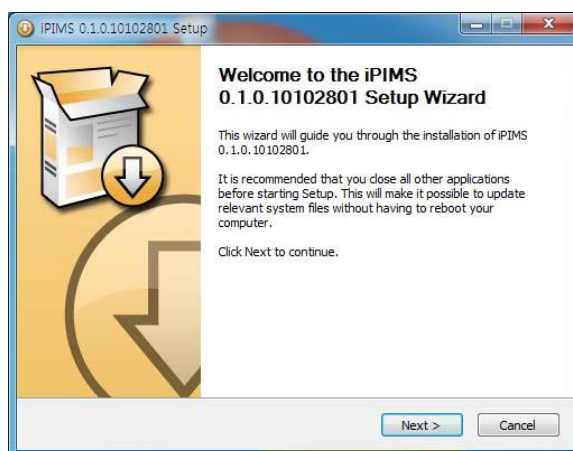 iPIMS 0.1.0.10102801 Setup
Welcome to the iPIMS
0.1.0.10102801 Setup Wizard
This wizard will guide you through the installation of iPIMS
0.1.0.10102801.
It is recommended that you close all other applications
before starting Setup. This will make it possible to update
relevant system files without having to reboot your
computer.
Click Next to continue.
Next >
Cancel